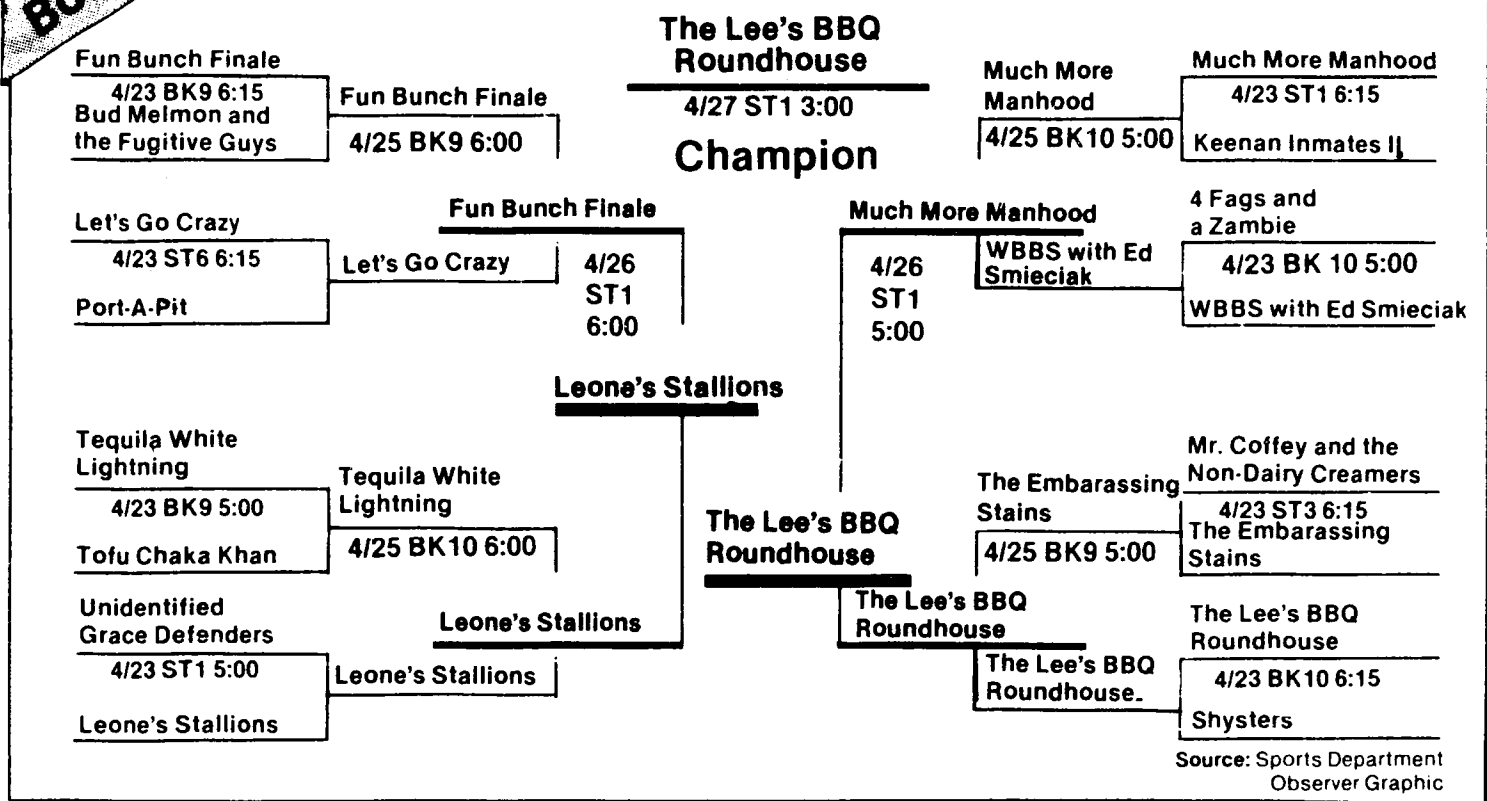 Fun Bunch Finale
4/23 BK9 6:15
Bud Melmon and
the Fugitive Guys
Fun Bunch Finale
4/25 BK9 6:00
Let's Go Crazy
4/23 ST6 6:15
Port-A-Pit
Let's Go Crazy
Fun Bunch Finale
4/26
ST1
6:00
Tequila White
Lightning
4/23 BK9 5:00
Tofu Chaka Khan
Tequila White
Lightning
4/25 BK10 6:00
Unidentified
Grace Defenders
4/23 ST1 5:00
Leone's Stallions
Leone's Stallions
Leone's Stallions
Leone's Stallions
The Lee's BBQ
Roundhouse
4/27 ST1 3:00
Champion
Much More
Manhood
4/25 BK10 5:00
Much More Manhood
4/23 ST1 6:15
Keenan Inmates II
Much More Manhood
4/26
ST1
5:00
WBBS with Ed
Smieciak
4 Fags and
a Zambie
4/23 BK 10 5:00
WBBS with Ed Smieciak
The Lee's BBQ
Roundhouse
The Embarassing
Stains
4/25 BK9 5:00
Mr. Coffey and the
Non-Dairy Creamers
4/23 ST3 6:15
The Embarassing
Stains
The Lee's BBQ
Roundhouse
The Lee's BBQ
Roundhouse
The Lee's BBQ
Roundhouse
4/23 BK10 6:15
Shysters
Source: Sports Department
Observer Graphic